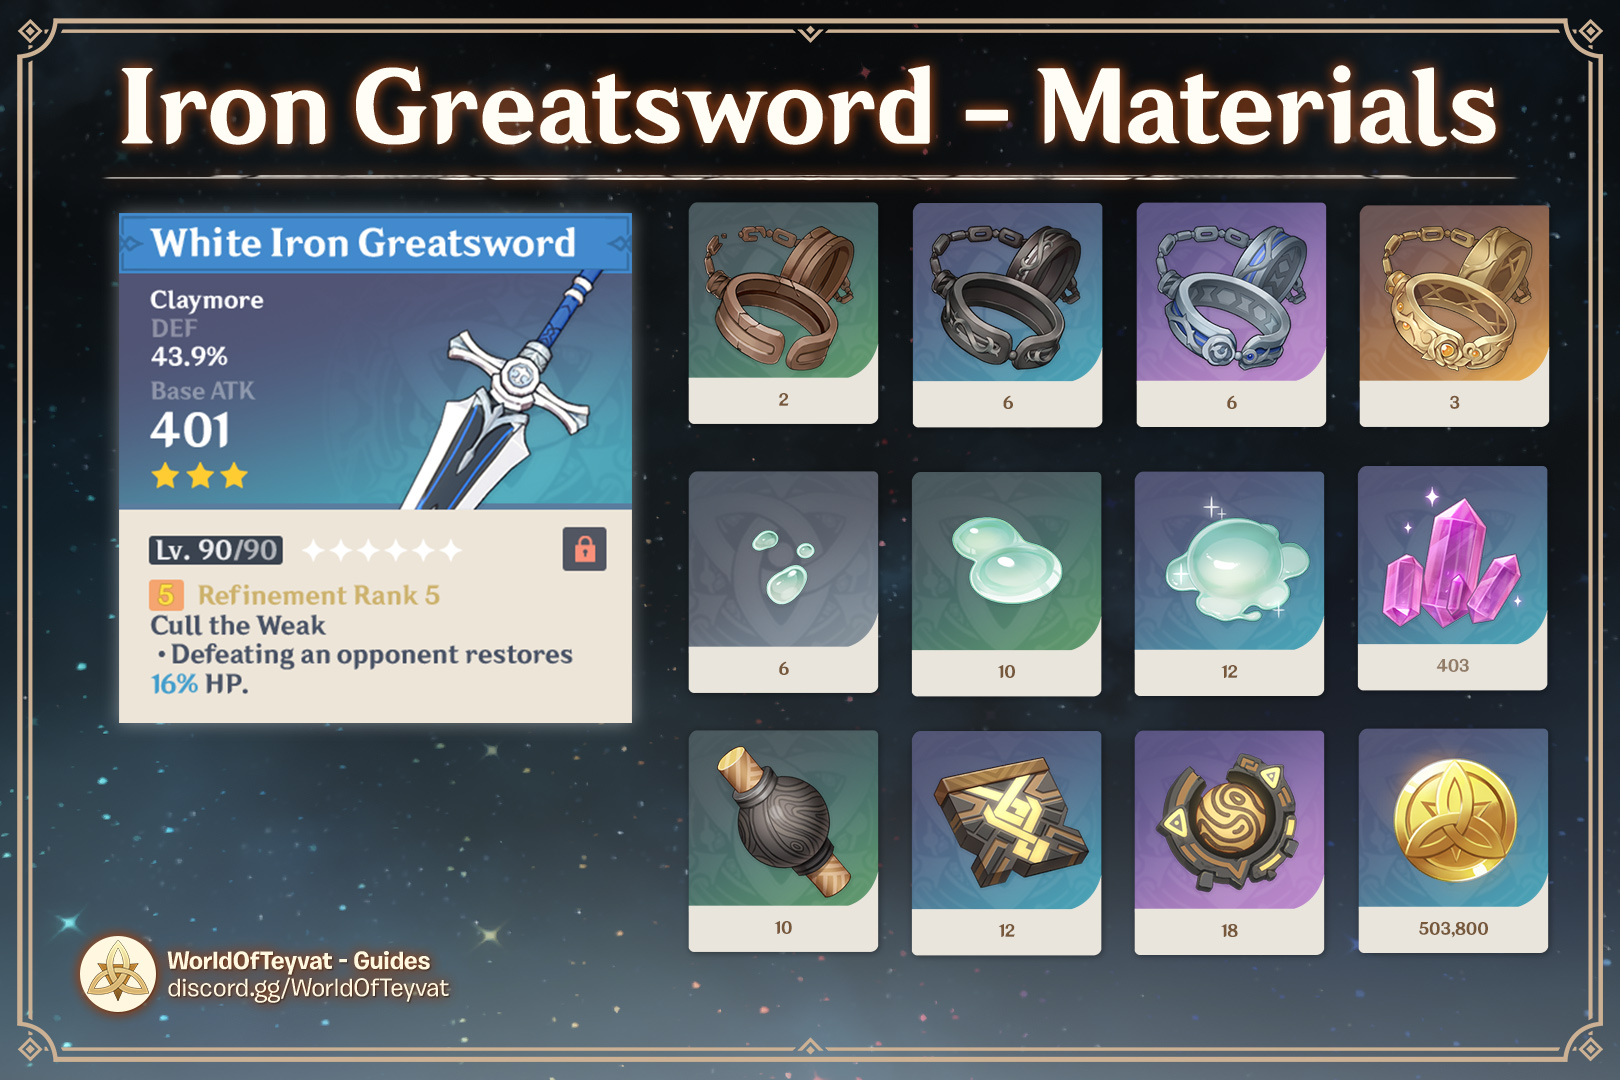 Iron Greatsword – Materials
White Iron Greatsword
Claymore
DEF
43.9%
Base ATK
401
Lv. 90/90
5 Refinement Rank 5
Cull the Weak
• Defeating an opponent restores
16% HP.
2
6
6
3
6
10
12
403
10
12
18
503,800
WorldOfTeyvat - Guides
discord.gg/WorldOfTeyvat